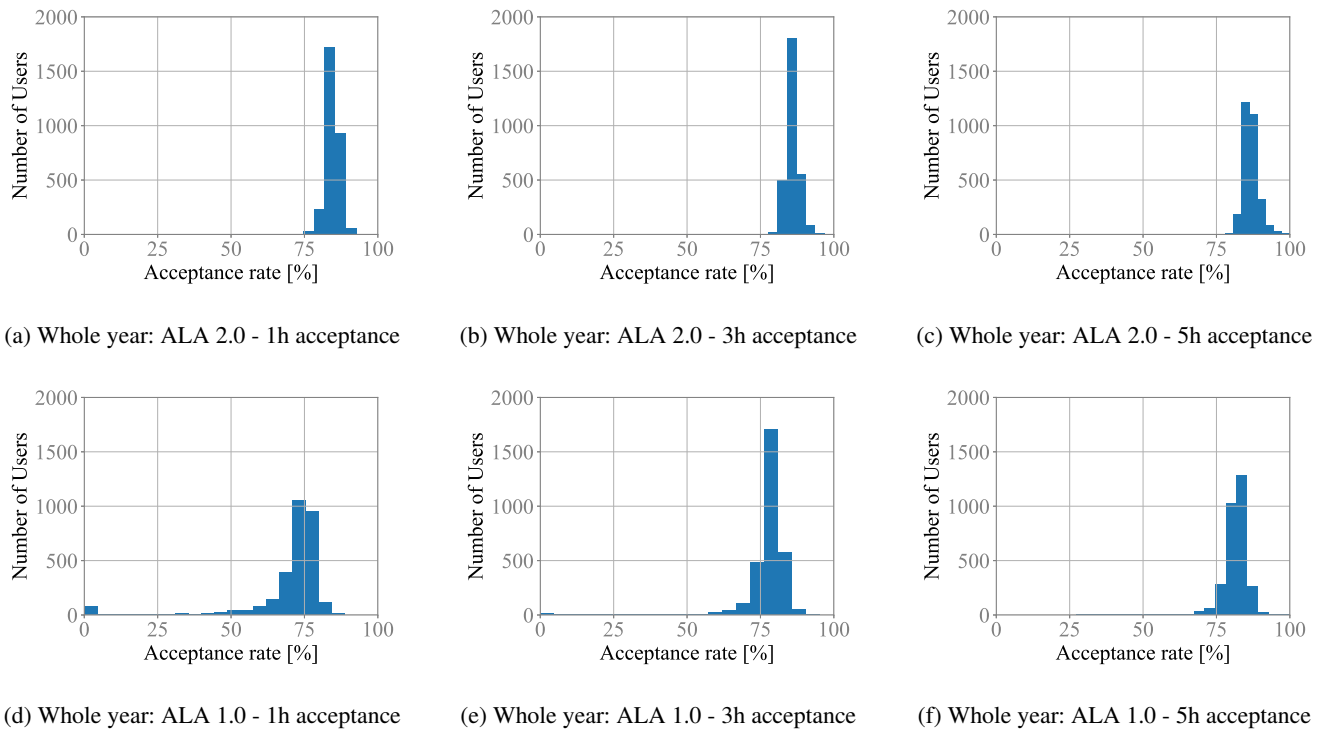 2000
1500
1000
500
0
Number of Users
0 25 50 75 100
Acceptance rate [%]
(a) Whole year: ALA 2.0 - 1h acceptance
2000
1500
1000
500
0
Number of Users
0 25 50 75 100
Acceptance rate [%]
(b) Whole year: ALA 2.0 - 3h acceptance
2000
1500
1000
500
0
Number of Users
0 25 50 75 100
Acceptance rate [%]
(c) Whole year: ALA 2.0 - 5h acceptance
2000
1500
1000
500
0
Number of Users
0 25 50 75 100
Acceptance rate [%]
(d) Whole year: ALA 1.0 - 1h acceptance
2000
1500
1000
500
0
Number of Users
0 25 50 75 100
Acceptance rate [%]
(e) Whole year: ALA 1.0 - 3h acceptance
2000
1500
1000
500
0
Number of Users
0 25 50 75 100
Acceptance rate [%]
(f) Whole year: ALA 1.0 - 5h acceptance